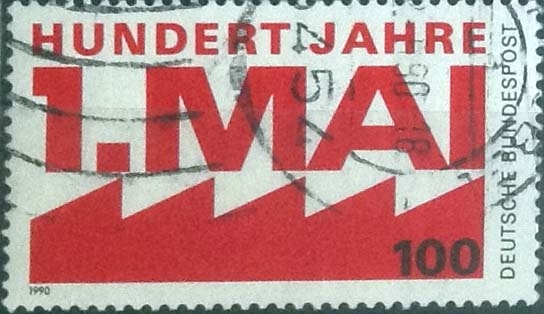 HUNDERT JAHRE
1. MAI
100
DEUTSCHE BUNDESPOST
1990